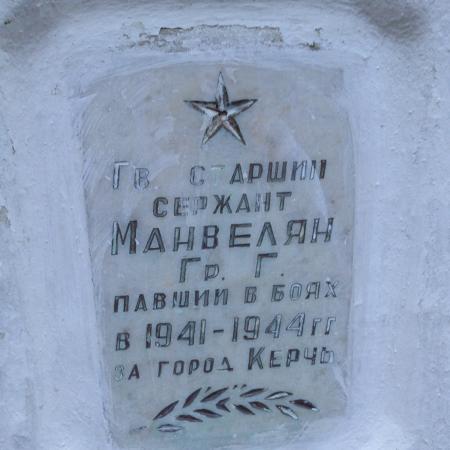 Гв. СТАРШИЙ
СЕРЖАНТ
МАНВЕЛЯН
Гр. Г.
ПАВШИЙ В БОЯХ
В 1941-1944 гг
ЗА ГОРОД КЕРЧЬ